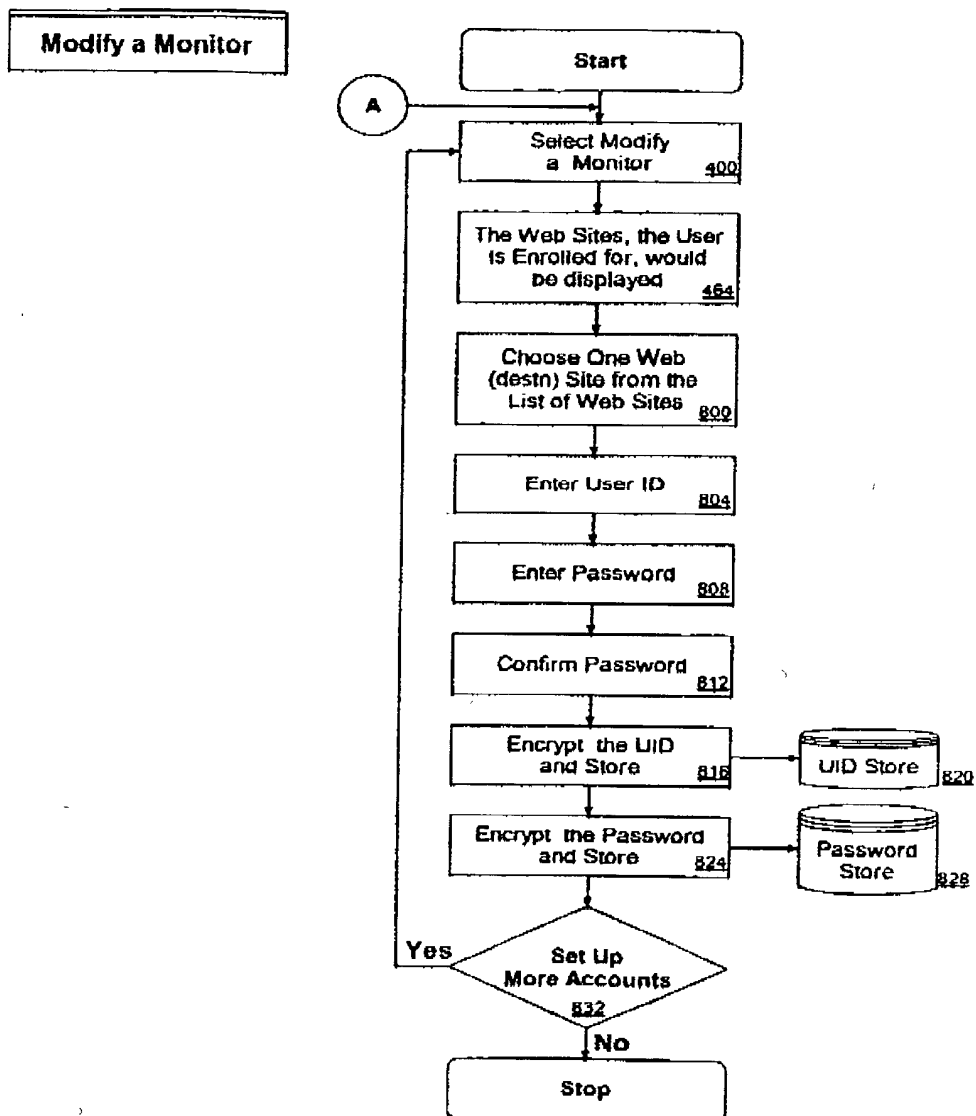 Modify a Monitor
Start
A
Select Modify
a Monitor
400
The Web Sites, the User
is Enrolled for, would
be displayed
464
Choose One Web
(destn) Site from the
List of Web Sites
800
Enter User ID
804
Enter Password
808
Confirm Password
812
Encrypt the UID
and Store
816
UID Store
820
Encrypt the Password
and Store
824
Password
Store
828
Yes
Set Up
More Accounts
832
No
Stop